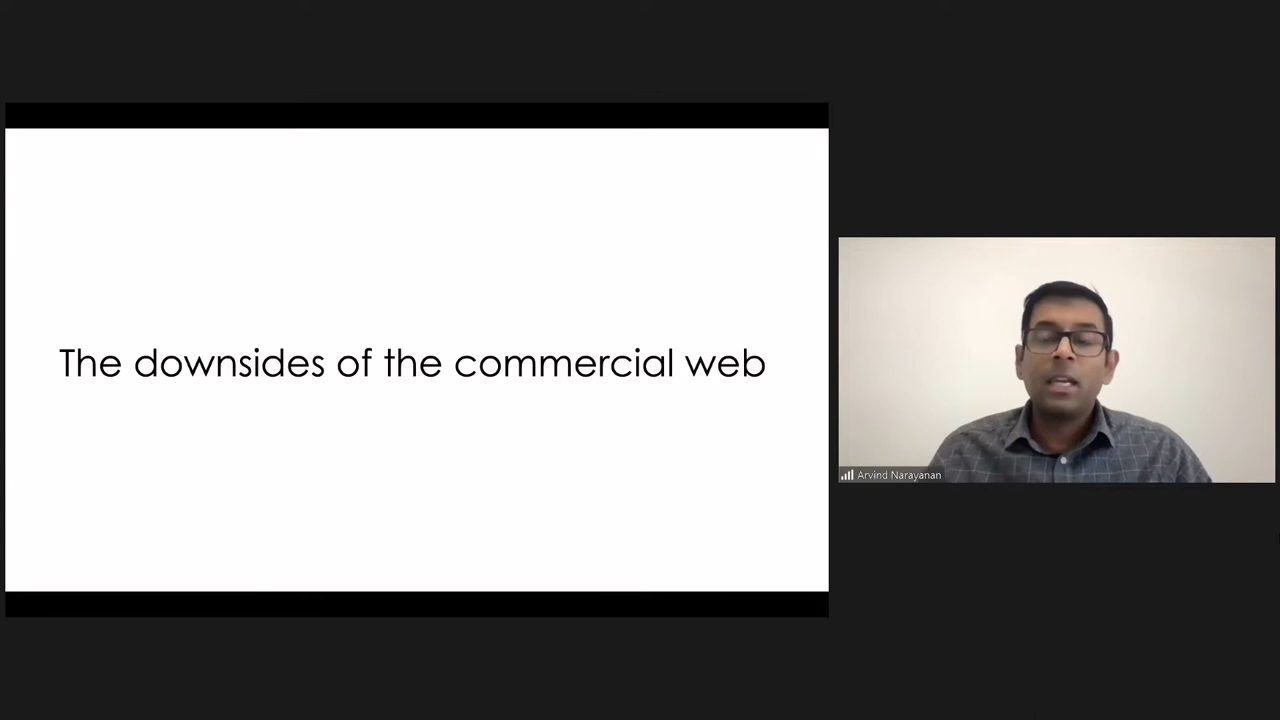 The downsides of the commercial web
Arvind Narayanan